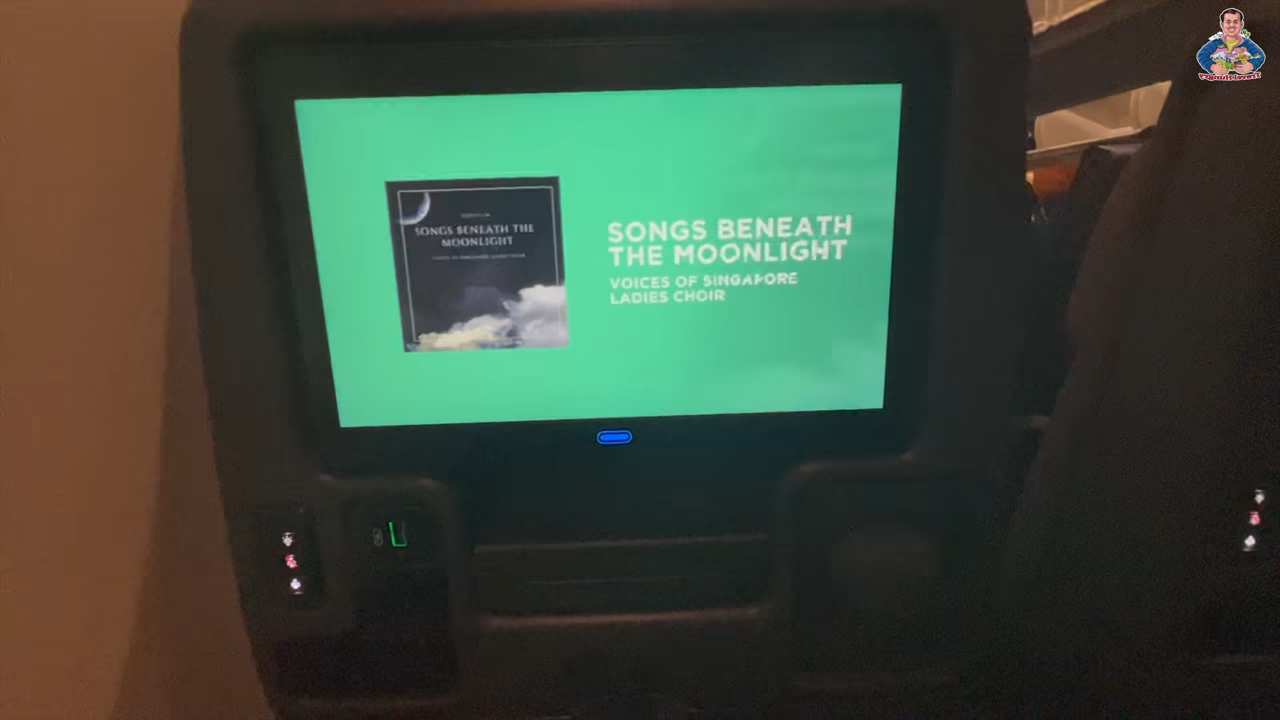 SONGS BENEATH THE
MOONLIGHT
SONGS BENEATH
THE MOONLIGHT
VOICES OF SINGAPORE
LADIES CHOIR